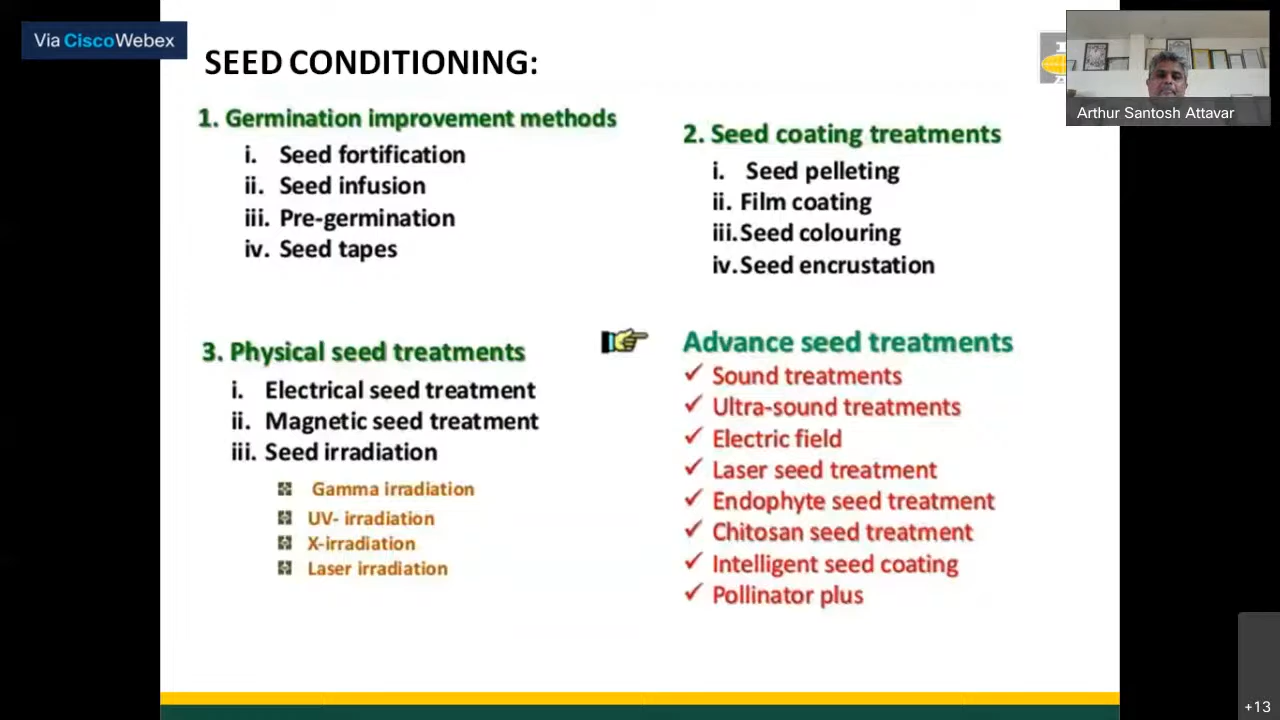 Via CiscoWebex
SEED CONDITIONING:
Arthur Santosh Attavar
1. Germination improvement methods
i. Seed fortification
ii. Seed infusion
iii. Pre-germination
iv. Seed tapes
2. Seed coating treatments
i. Seed pelleting
ii. Film coating
iii. Seed colouring
iv. Seed encrustation
3. Physical seed treatments
i. Electrical seed treatment
ii. Magnetic seed treatment
iii. Seed irradiation
Gamma irradiation
UV- irradiation
X-irradiation
Laser irradiation
Advance seed treatments
Sound treatments
Ultra-sound treatments
Electric field
Laser seed treatment
Endophyte seed treatment
Chitosan seed treatment
Intelligent seed coating
Pollinator plus
+13